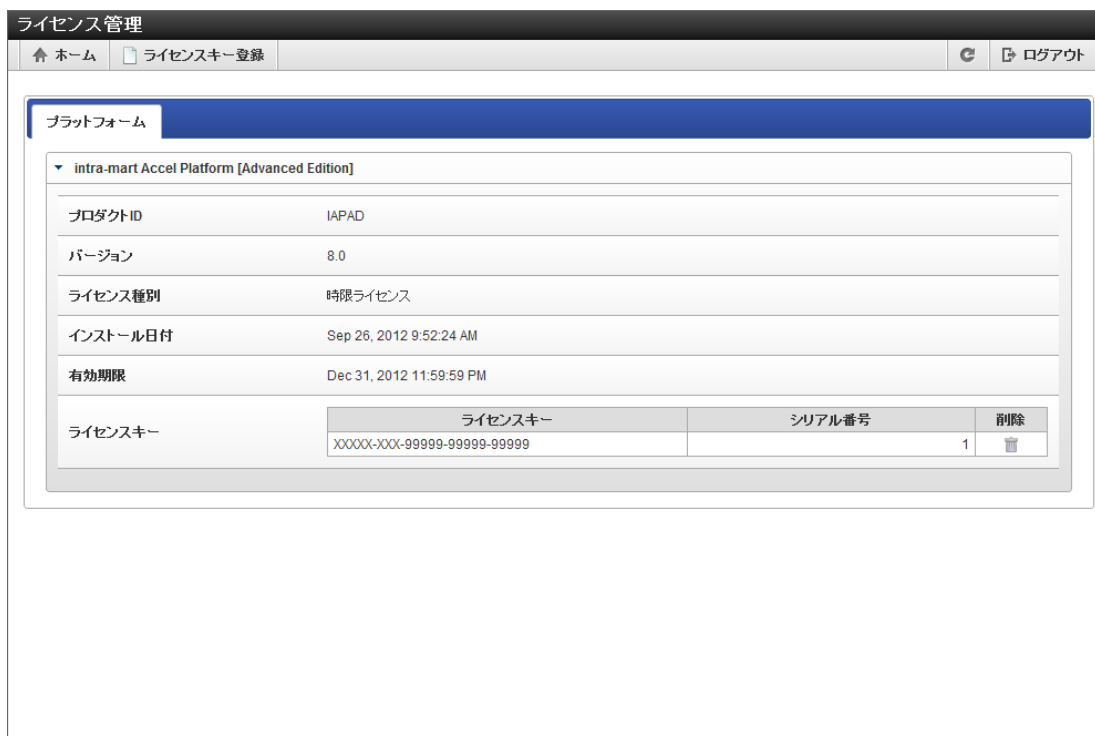 ライセンス管理
ホーム ライセンスキー登録 ログアウト
プラットフォーム
intra-mart Accel Platform [Advanced Edition]
プロダクトID IAPAD
バージョン 8.0
ライセンス種別 時限ライセンス
インストール日付 Sep 26, 2012 9:52:24 AM
有効期限 Dec 31, 2012 11:59:59 PM
ライセンスキー
ライセンスキー シリアル番号 削除
XXXXX-XXX-99999-99999-99999 1